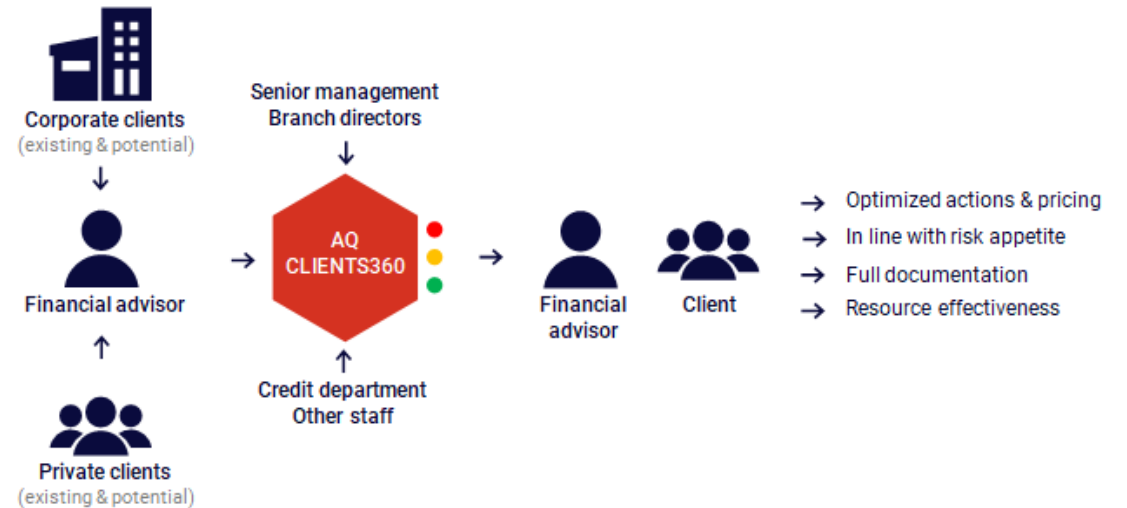 Corporate clients
(existing & potential)
Financial advisor
Private clients
(existing & potential)
Senior management
Branch directors
AQ
CLIENTS360
Credit department
Other staff
Financial
advisor
Client
Optimized actions & pricing
In line with risk appetite
Full documentation
Resource effectiveness